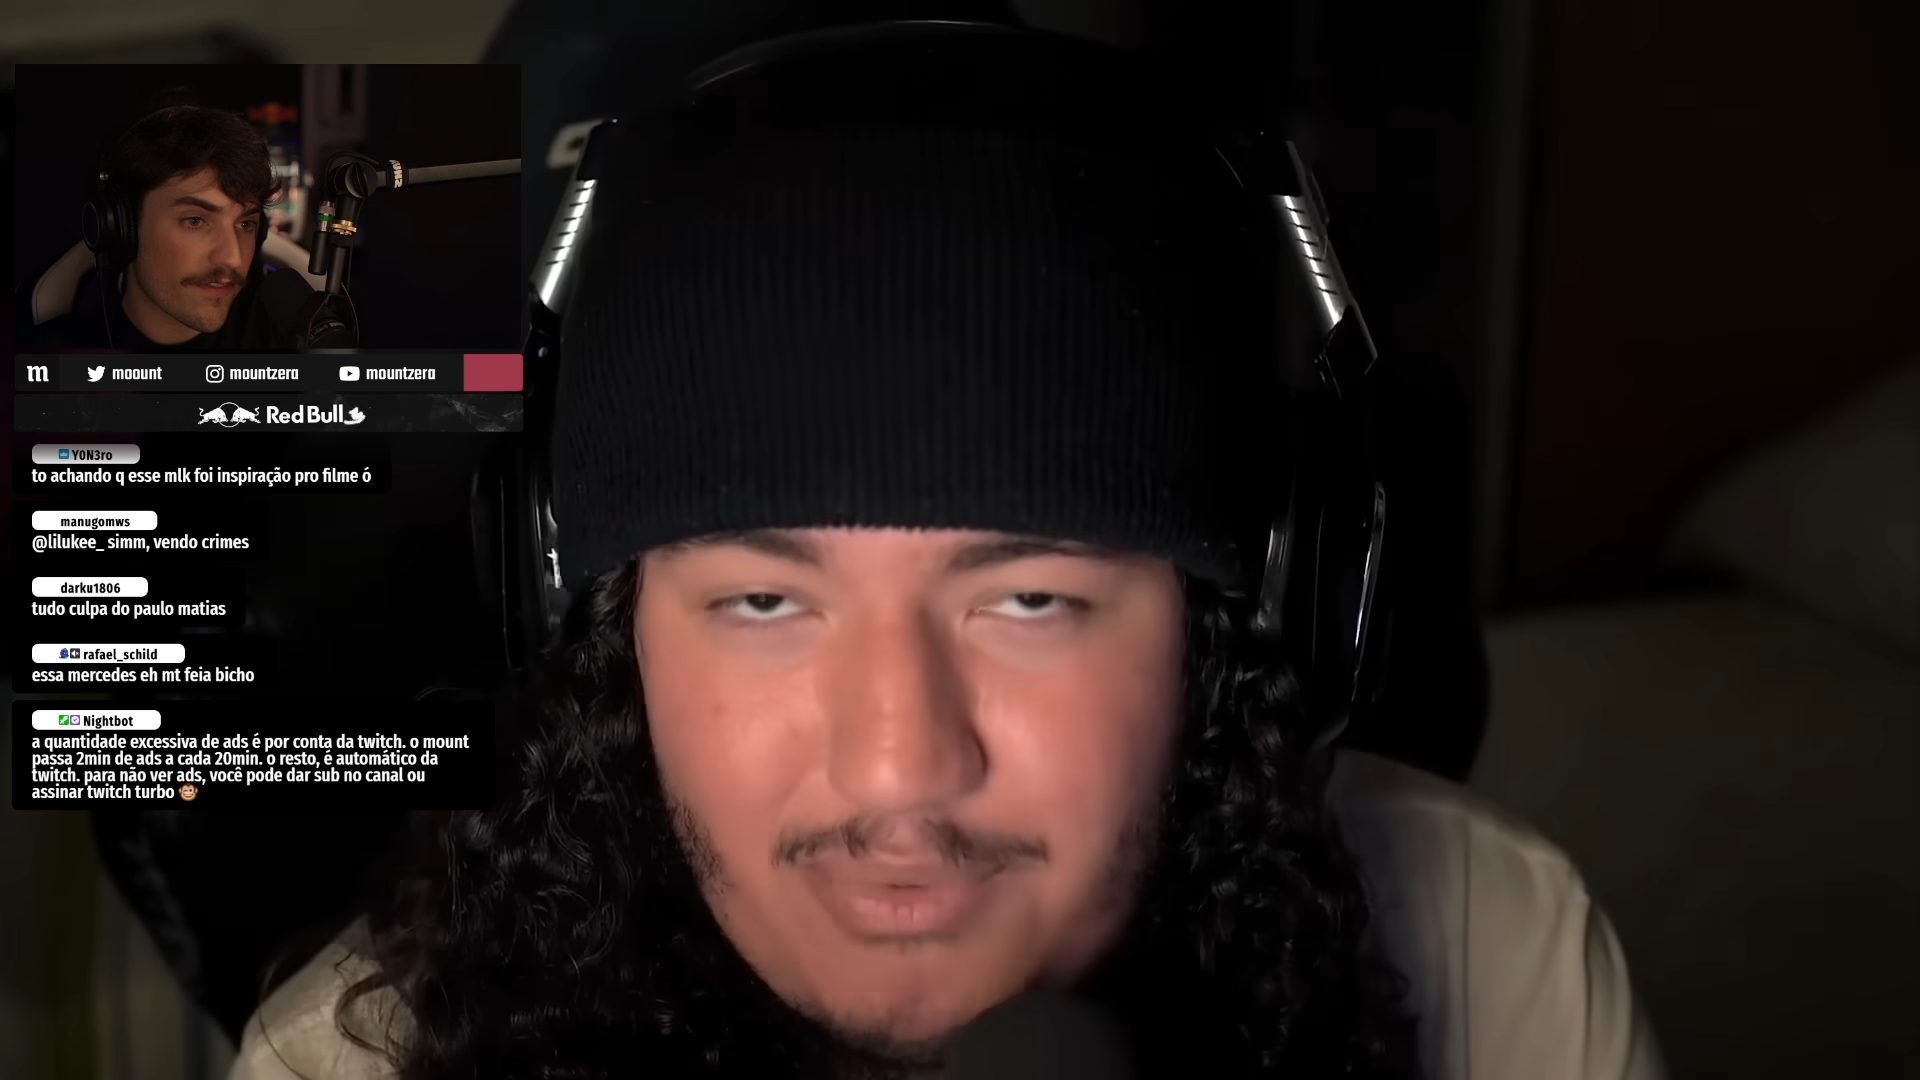 m moount mountzera mountzera
Red Bull
Y0N3ro
to achando q esse mlk foi inspiração pro filme ó
manugomws
@lilukee_ simm, vendo crimes
darku1806
tudo culpa do paulo matias
rafael_schild
essa mercedes eh mt feia bicho
Nightbot
a quantidade excessiva de ads é por conta da twitch. o mount
passa 2min de ads a cada 20min. o resto, é automático da
twitch. para não ver ads, você pode dar sub no canal ou
assinar twitch turbo 🐵